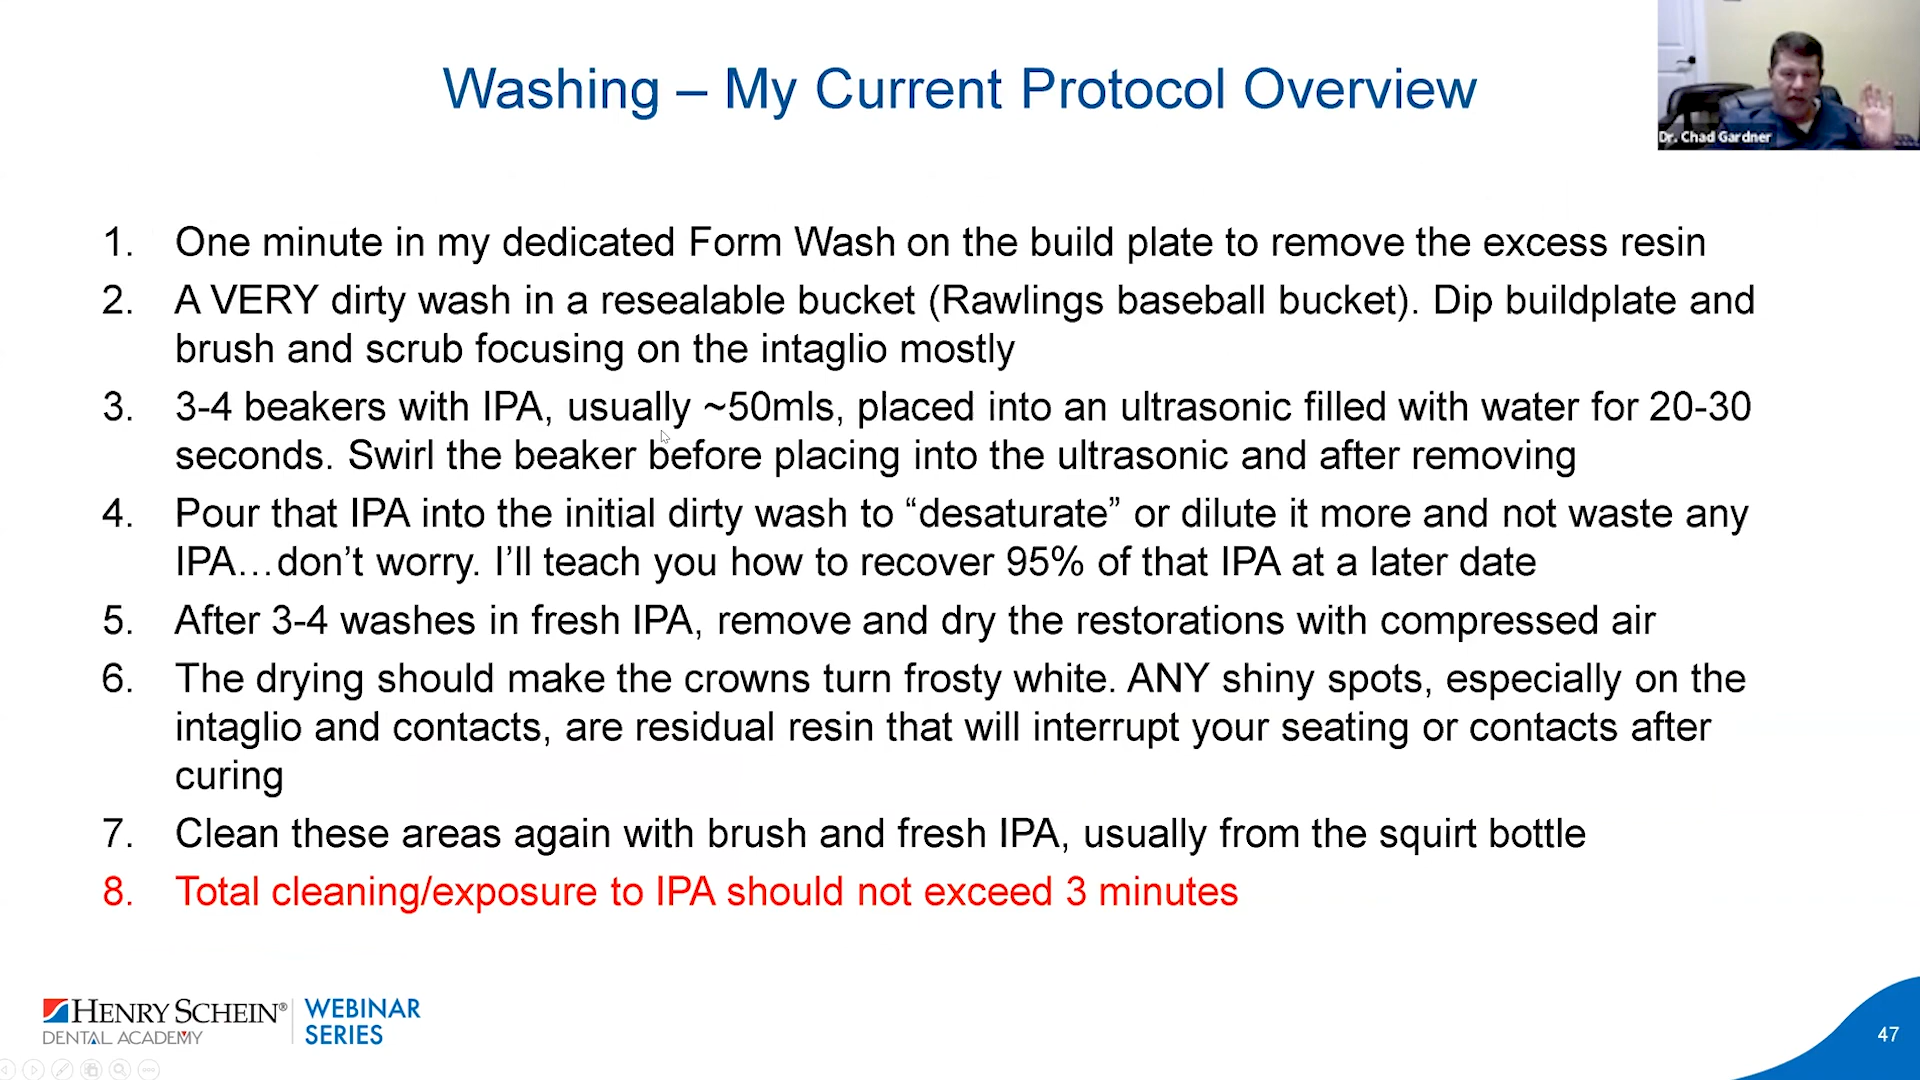 Washing – My Current Protocol Overview
Dr. Chad Gardner
1. One minute in my dedicated Form Wash on the build plate to remove the excess resin
2. A VERY dirty wash in a resealable bucket (Rawlings baseball bucket). Dip buildplate and
brush and scrub focusing on the intaglio mostly
3. 3-4 beakers with IPA, usually ~50mls, placed into an ultrasonic filled with water for 20-30
seconds. Swirl the beaker before placing into the ultrasonic and after removing
4. Pour that IPA into the initial dirty wash to “desaturate” or dilute it more and not waste any
IPA…don’t worry. I’ll teach you how to recover 95% of that IPA at a later date
5. After 3-4 washes in fresh IPA, remove and dry the restorations with compressed air
6. The drying should make the crowns turn frosty white. ANY shiny spots, especially on the
intaglio and contacts, are residual resin that will interrupt your seating or contacts after
curing
7. Clean these areas again with brush and fresh IPA, usually from the squirt bottle
8. Total cleaning/exposure to IPA should not exceed 3 minutes
HENRY SCHEIN®
DENTAL ACADEMY
WEBINAR
SERIES
47